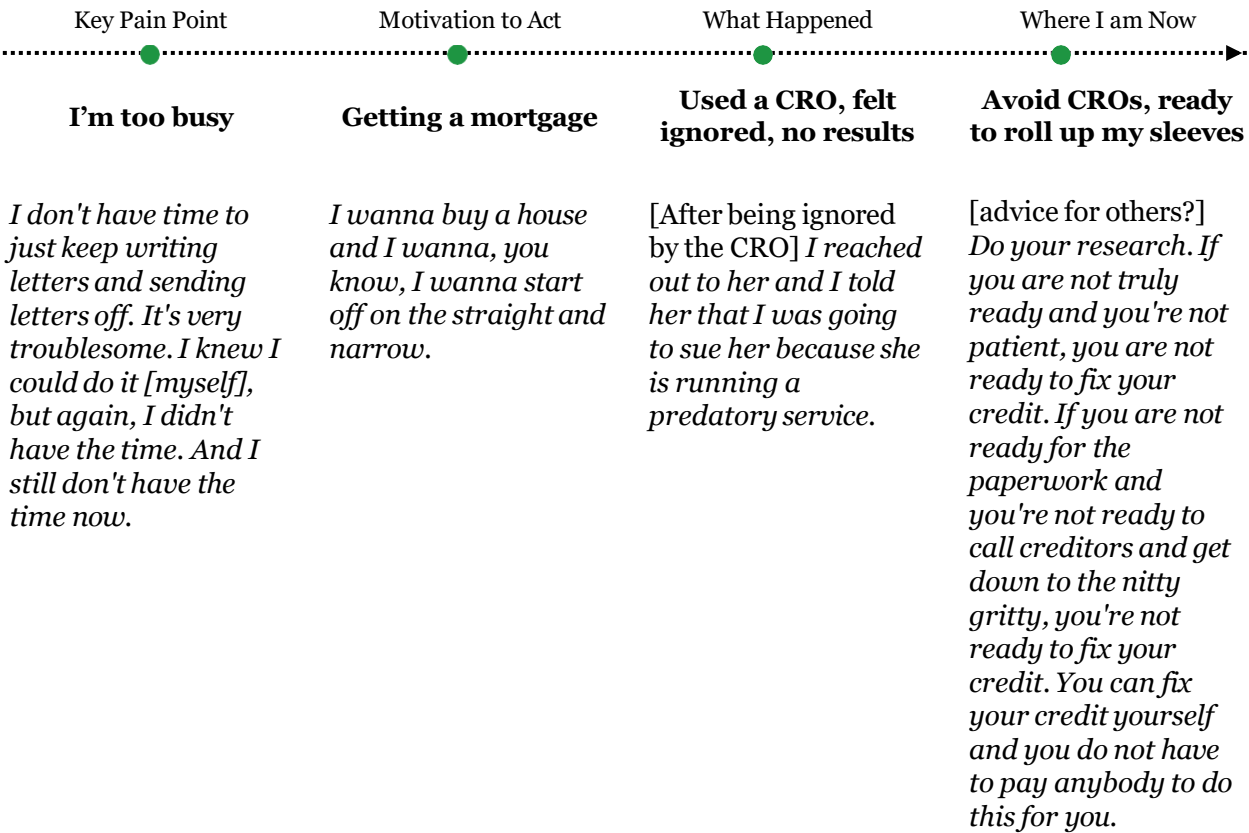 Key Pain Point
Motivation to Act
What Happened
Where I am Now
I’m too busy
Getting a mortgage
Used a CRO, felt
ignored, no results
Avoid CROs, ready
to roll up my sleeves
I don't have time to
just keep writing
letters and sending
letters off. It's very
troublesome. I knew I
could do it [myself],
but again, I didn't
have the time. And I
still don't have the
time now.
I wanna buy a house
and I wanna, you
know, I wanna start
off on the straight and
narrow.
[After being ignored
by the CRO] I reached
out to her and I told
her that I was going
to sue her because she
is running a
predatory service.
[advice for others?]
Do your research. If
you are not truly
ready and you're not
patient, you are not
ready to fix your
credit. If you are not
ready for the
paperwork and
you're not ready to
call creditors and get
down to the nitty
gritty, you're not
ready to fix your
credit. You can fix
your credit yourself
and you do not have
to pay anybody to do
this for you.